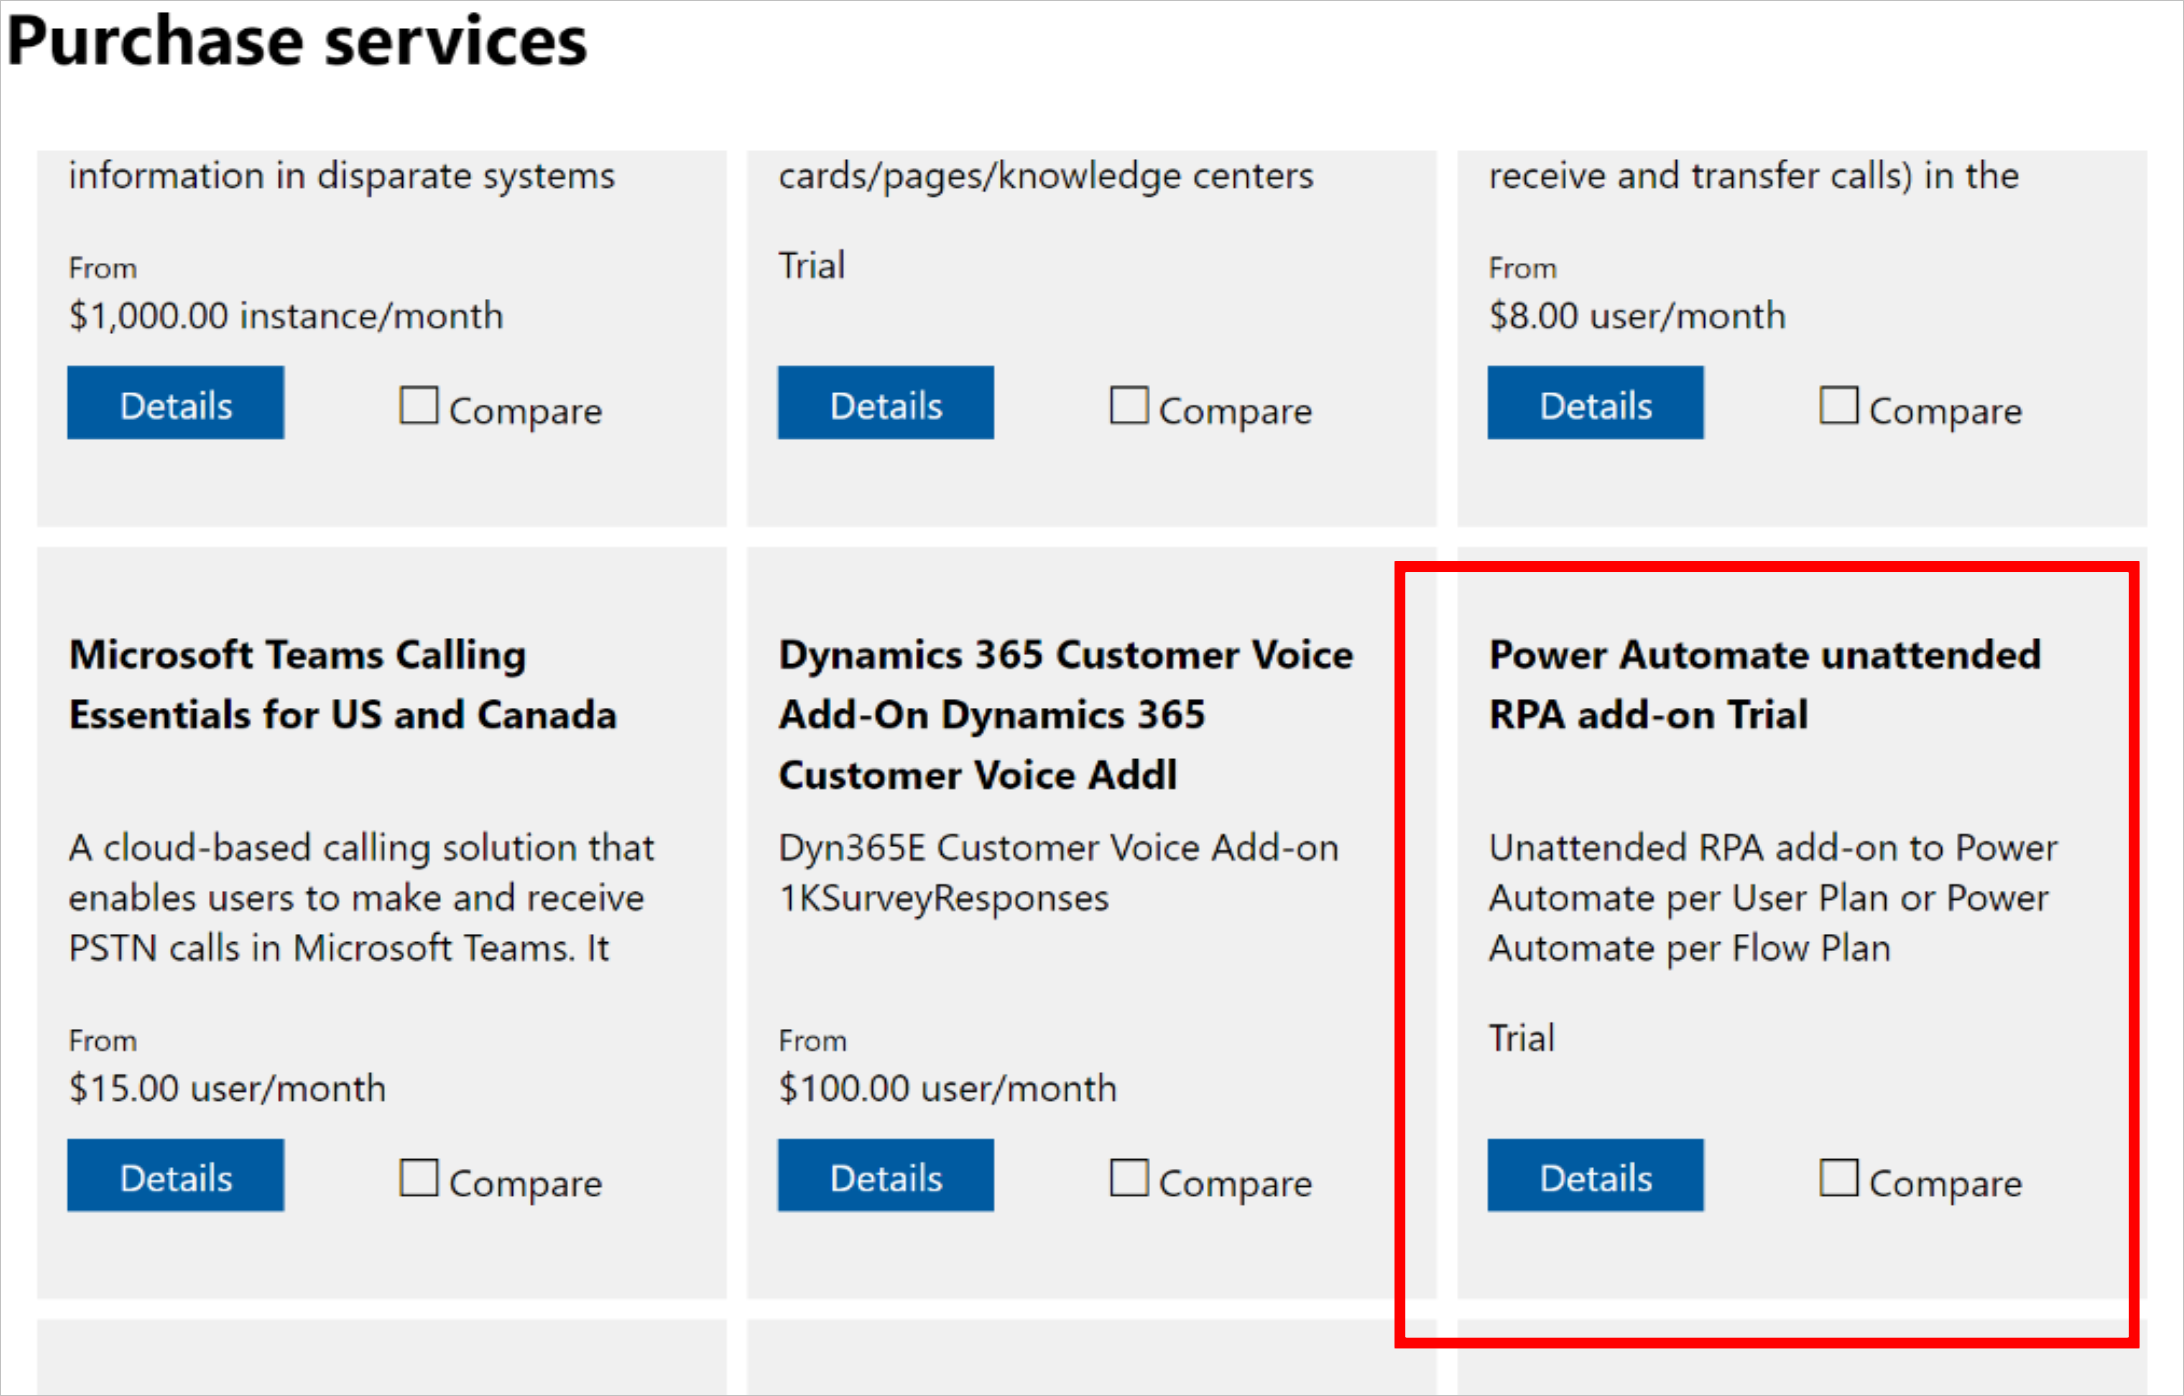 Purchase services
information in disparate systems
From
$1,000.00 instance/month
Details
Compare
cards/pages/knowledge centers
Trial
Details
Compare
receive and transfer calls) in the
From
$8.00 user/month
Details
Compare
Microsoft Teams Calling
Essentials for US and Canada
A cloud-based calling solution that
enables users to make and receive
PSTN calls in Microsoft Teams. It
From
$15.00 user/month
Details
Compare
Dynamics 365 Customer Voice
Add-On Dynamics 365
Customer Voice Addl
Dyn365E Customer Voice Add-on
1KSurveyResponses
From
$100.00 user/month
Details
Compare
Power Automate unattended
RPA add-on Trial
Unattended RPA add-on to Power
Automate per User Plan or Power
Automate per Flow Plan
Trial
Details
Compare